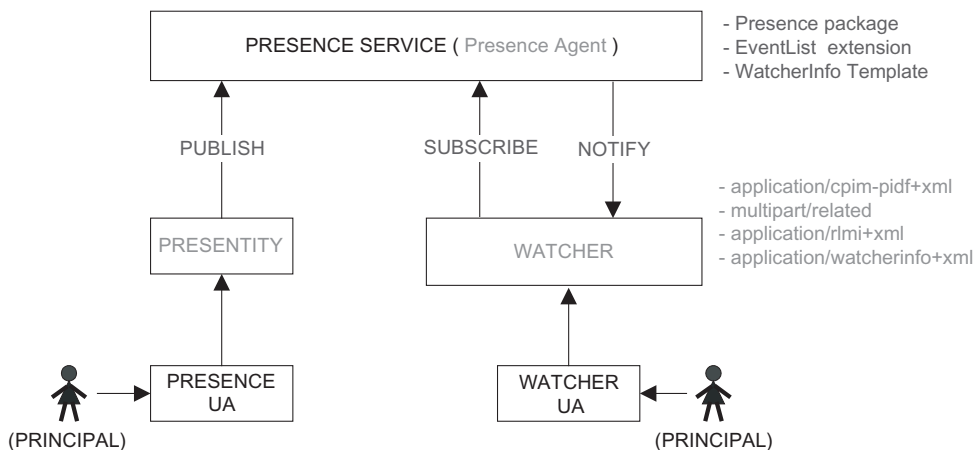 PRESENCE SERVICE ( Presence Agent )
- Presence package
- EventList extension
- WatcherInfo Template
PUBLISH
SUBSCRIBE
NOTIFY
PRESENTITY
WATCHER
- application/cpim-pidf+xml
- multipart/related
- application/rlmi+xml
- application/watcherinfo+xml
PRESENCE
UA
WATCHER
UA
(PRINCIPAL)
(PRINCIPAL)